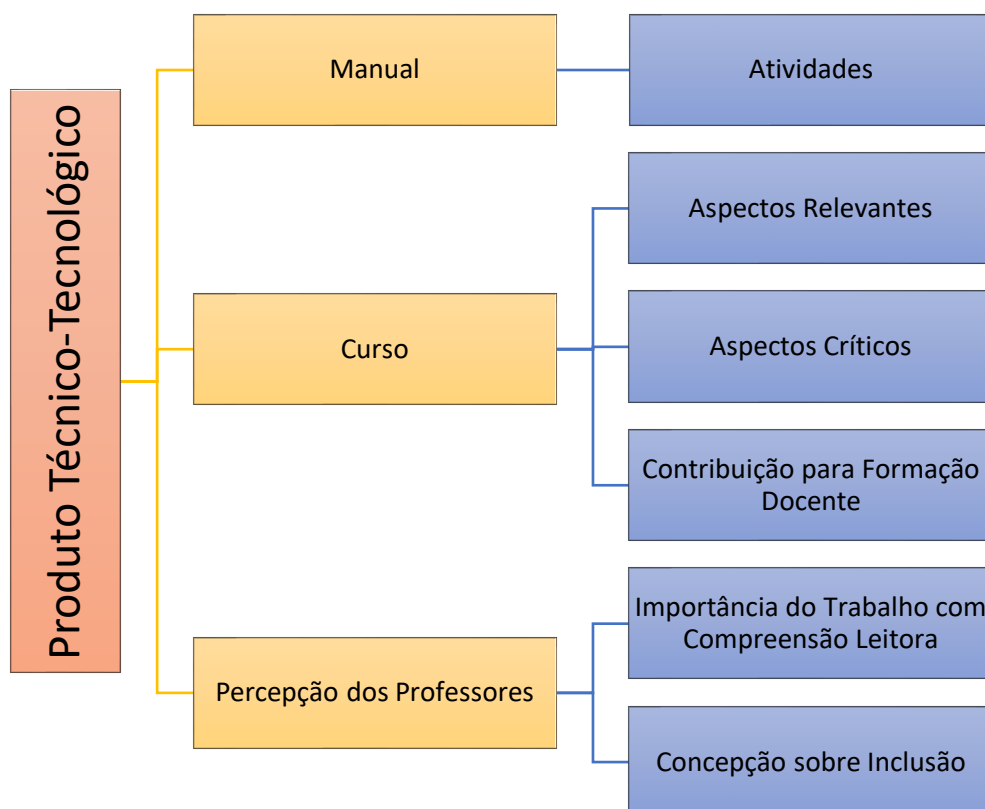 Produto Técnico-Tecnológico
Manual
Atividades
Curso
Aspectos Relevantes
Aspectos Críticos
Contribuição para Formação
Docente
Percepção dos Professores
Importância do Trabalho com
Compreensão Leitora
Concepção sobre Inclusão